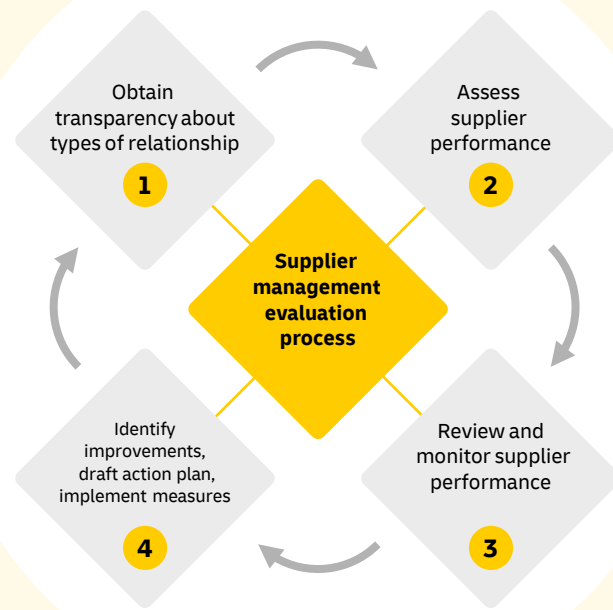 Obtain
transparency about
types of relationship
1
Assess
supplier
performance
2
Supplier
management
evaluation
process
Identify
improvements,
draft action plan,
implement measures
4
Review and
monitor supplier
performance
3